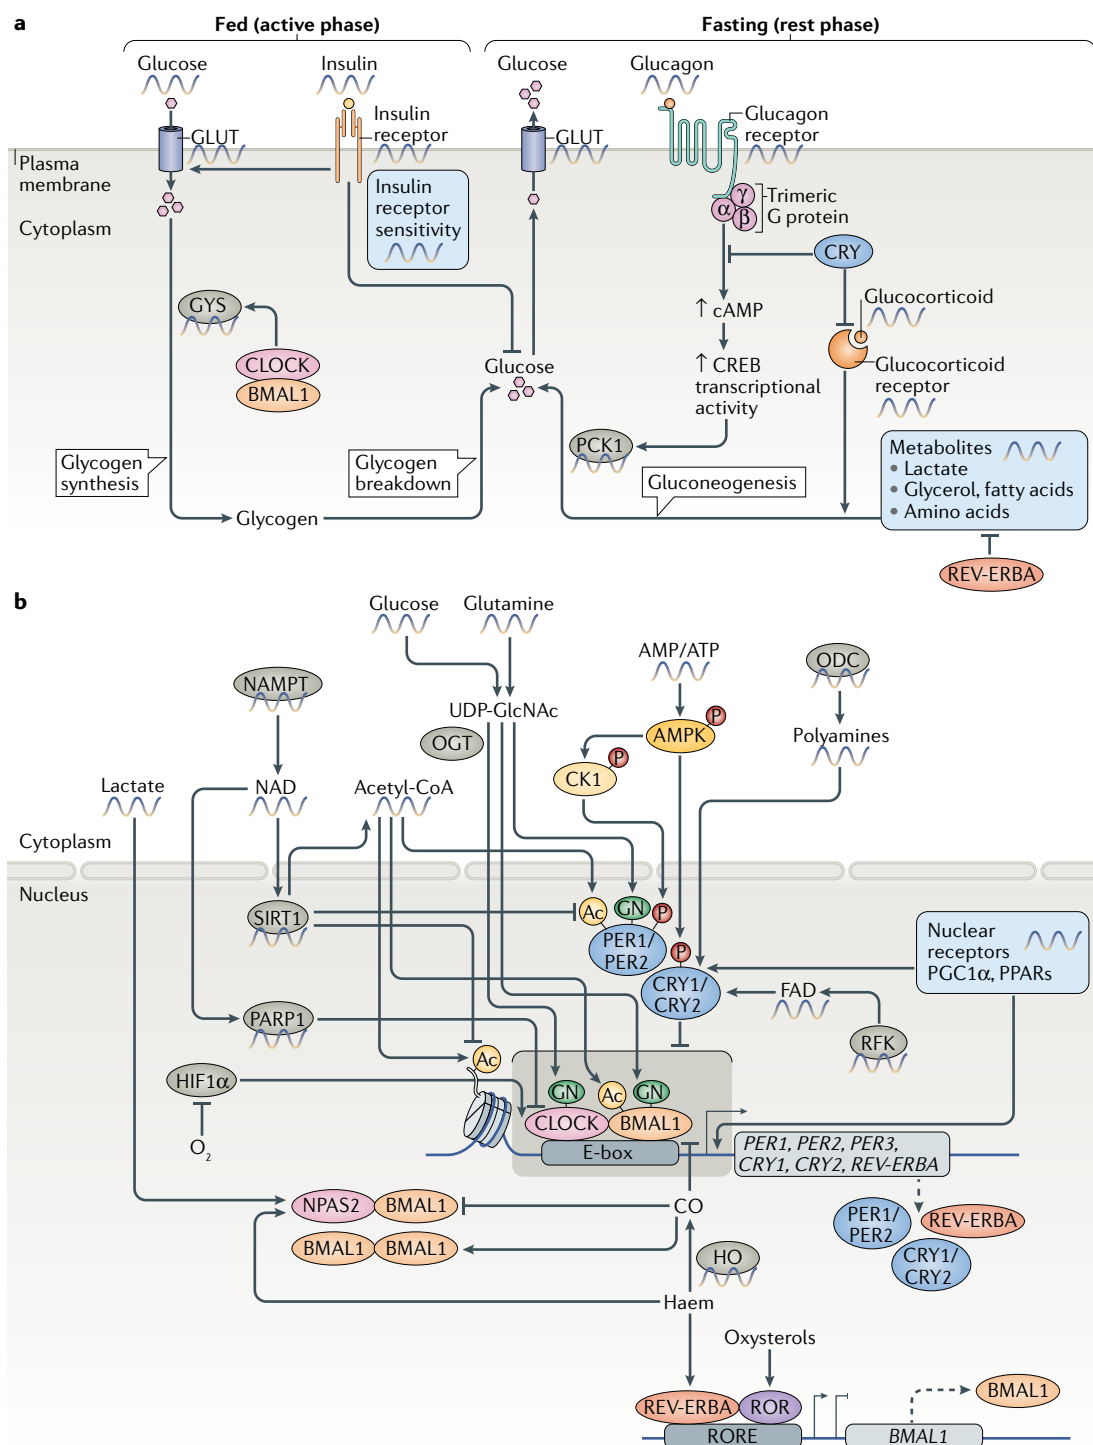 a
Fed (active phase)
Fasting (rest phase)
Glucose
Insulin
Glucose
Glucagon
GLUT
Insulin
receptor
GLUT
Glucagon
receptor
Plasma
membrane
Insulin
receptor
sensitivity
α
γ
β
Trimeric
G protein
Cytoplasm
CRY
GYS
↑ cAMP
Glucocorticoid
CLOCK
BMAL1
Glucose
↑ CREB
transcriptional
activity
Glucocorticoid
receptor
PCK1
Glycogen
synthesis
Glycogen
breakdown
Gluconeogenesis
Metabolites
• Lactate
• Glycerol, fatty acids
• Amino acids
Glycogen
REV-ERBA
b
Glucose
Glutamine
AMP/ATP
ODC
NAMPT
UDP-GlcNAc
OGT
P
AMPK
Polyamines
P
CK1
Lactate
NAD
Acetyl-CoA
Cytoplasm
Nucleus
SIRT1
Ac
GN
P
PER1/
PER2
P
CRY1/
CRY2
Nuclear
receptors
PGC1α, PPARs
FAD
RFK
PARP1
Ac
HIF1α
O2
GN
Ac
GN
CLOCK
BMAL1
E-box
PER1, PER2, PER3,
CRY1, CRY2, REV-ERBA
NPAS2
BMAL1
CO
PER1/
PER2
REV-ERBA
CRY1/
CRY2
BMAL1
BMAL1
HO
Haem
Oxysterols
REV-ERBA
ROR
BMAL1
RORE
BMAL1